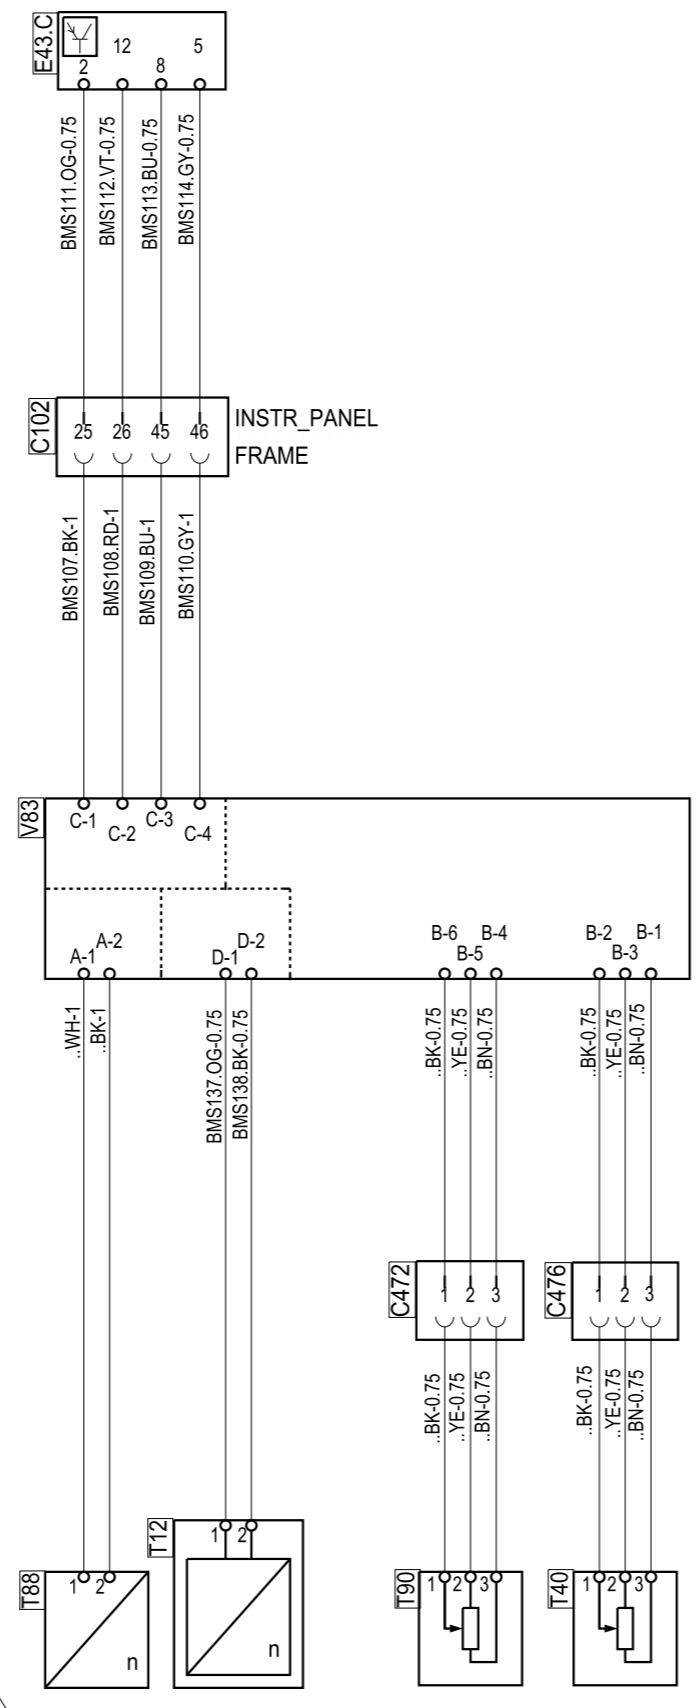 E43.C
12 5
2 8
BMS111.OG-0.75
BMS112.VT-0.75
BMS113.BU-0.75
BMS114.GY-0.75
C102
25 26 45 46
INSTR_PANEL
FRAME
BMS107.BK-1
BMS108.RD-1
BMS109.BU-1
BMS110.GY-1
V83
C-1 C-2 C-3 C-4
A-1 A-2 D-1 D-2 B-6 B-5 B-4 B-2 B-3 B-1
..WH-1
..BK-1
BMS137.OG-0.75
BMS138.BK-0.75
..BK-0.75
..YE-0.75
..BN-0.75
..BK-0.75
..YE-0.75
..BN-0.75
C472
1 2 3
C476
1 2 3
..BK-0.75
..YE-0.75
..BN-0.75
..BK-0.75
..YE-0.75
..BN-0.75
T88
1 2
n
T12
1 2
n
T90
1 2 3
T40
1 2 3